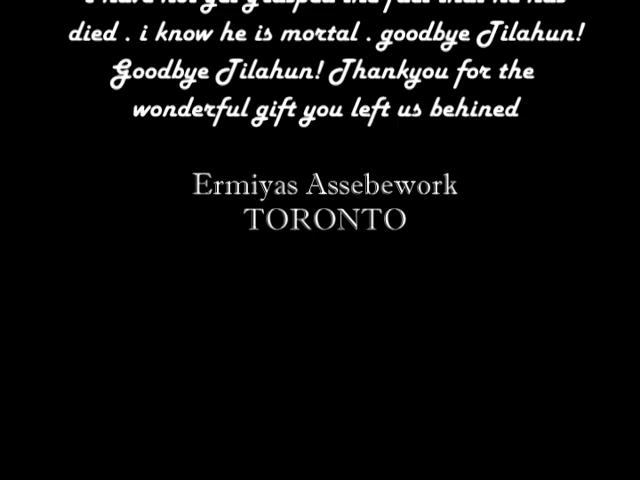 i have not yet grasped the fact that he has
died . i know he is mortal . goodbye Tilahun!
Goodbye Tilahun! Thankyou for the
wonderful gift you left us behined
Ermiyas Assebework
TORONTO